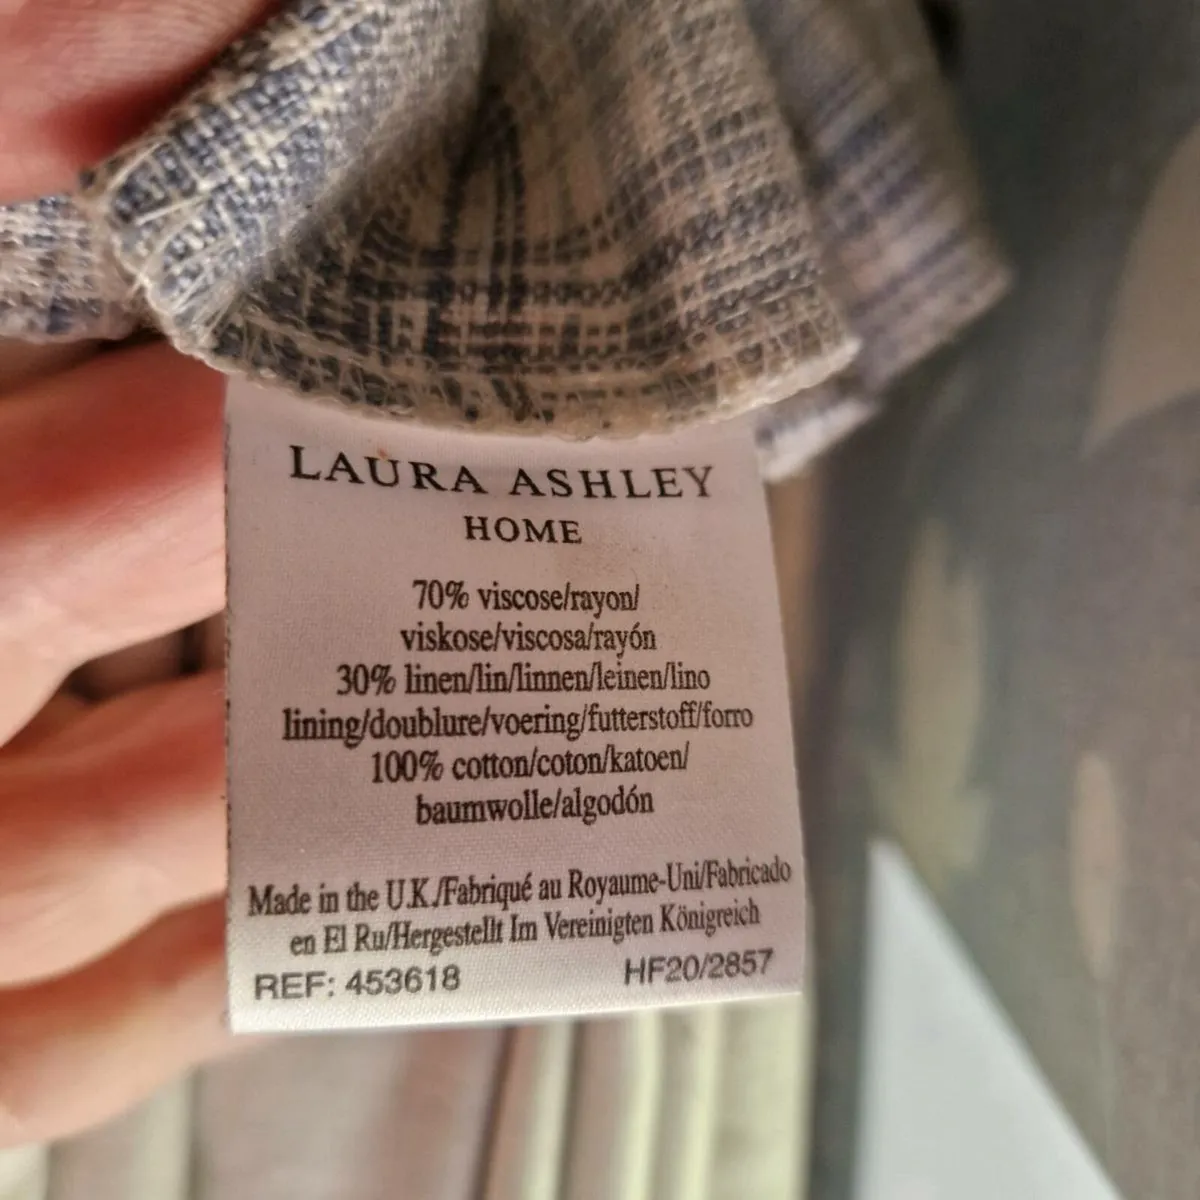 LAURA ASHLEY
HOME
70% viscose/rayon/
viskose/viscosa/rayón
30% linen/lin/linnen/leinen/lino
lining/doublure/voering/futterstoff/forro
100% cotton/coton/katoen/
baumwolle/algodón
Made in the U.K./Fabriqué au Royaume-Uni/Fabricado
en El Ru/Hergestellt Im Vereinigten Königreich
REF: 453618 HF20/2857